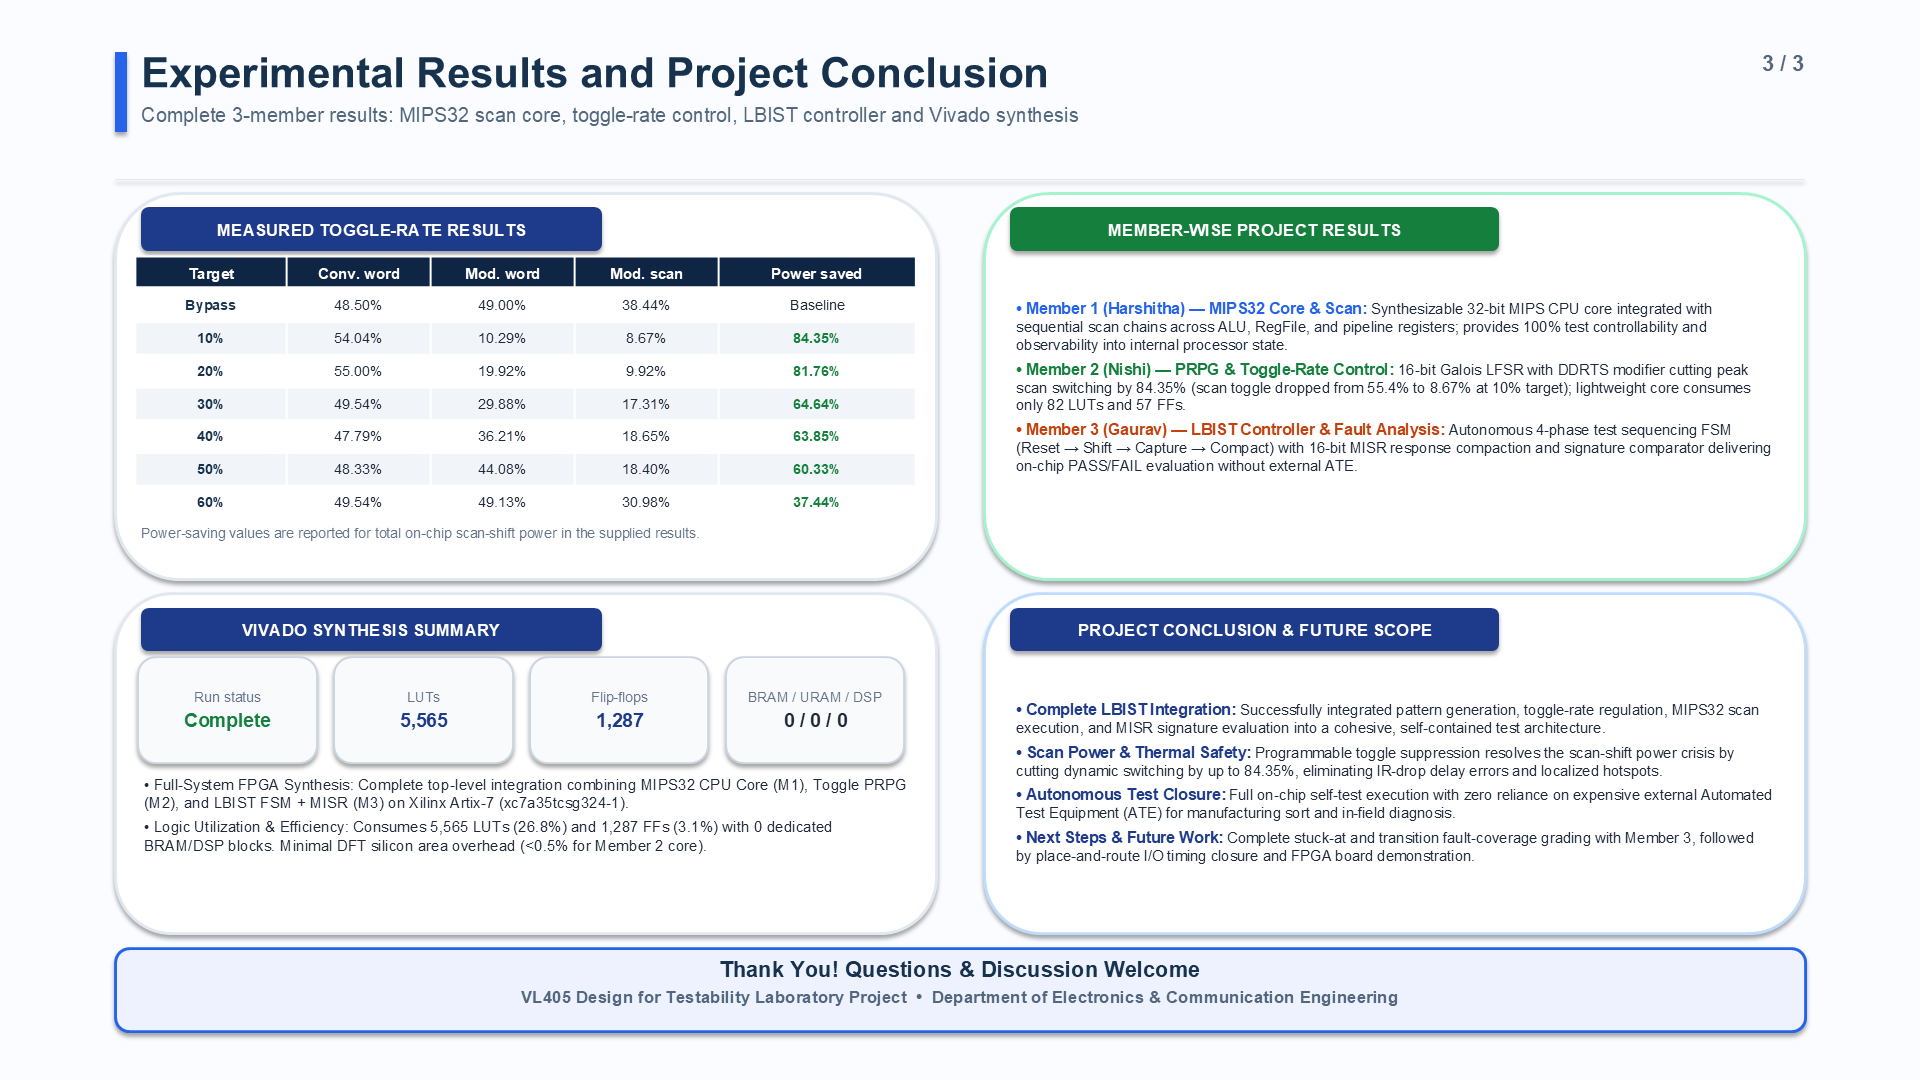 Experimental Results and Project Conclusion
3 / 3
Complete 3-member results: MIPS32 scan core, toggle-rate control, LBIST controller and Vivado synthesis
MEASURED TOGGLE-RATE RESULTS
Target Conv. word Mod. word Mod. scan Power saved
Bypass 48.50% 49.00% 38.44% Baseline
10% 54.04% 10.29% 8.67% 84.35%
20% 55.00% 19.92% 9.92% 81.76%
30% 49.54% 29.88% 17.31% 64.64%
40% 47.79% 36.21% 18.65% 63.85%
50% 48.33% 44.08% 18.40% 60.33%
60% 49.54% 49.13% 30.98% 37.44%
Power-saving values are reported for total on-chip scan-shift power in the supplied results.
MEMBER-WISE PROJECT RESULTS
• Member 1 (Harshitha) — MIPS32 Core & Scan: Synthesizable 32-bit MIPS CPU core integrated with
sequential scan chains across ALU, RegFile, and pipeline registers; provides 100% test controllability and
observability into internal processor state.
• Member 2 (Nishi) — PRPG & Toggle-Rate Control: 16-bit Galois LFSR with DDRTS modifier cutting peak
scan switching by 84.35% (scan toggle dropped from 55.4% to 8.67% at 10% target); lightweight core consumes
only 82 LUTs and 57 FFs.
• Member 3 (Gaurav) — LBIST Controller & Fault Analysis: Autonomous 4-phase test sequencing FSM
(Reset → Shift → Capture → Compact) with 16-bit MISR response compaction and signature comparator delivering
on-chip PASS/FAIL evaluation without external ATE.
VIVADO SYNTHESIS SUMMARY
Run status
Complete
LUTs
5,565
Flip-flops
1,287
BRAM / URAM / DSP
0 / 0 / 0
• Full-System FPGA Synthesis: Complete top-level integration combining MIPS32 CPU Core (M1), Toggle PRPG
(M2), and LBIST FSM + MISR (M3) on Xilinx Artix-7 (xc7a35tcsg324-1).
• Logic Utilization & Efficiency: Consumes 5,565 LUTs (26.8%) and 1,287 FFs (3.1%) with 0 dedicated
BRAM/DSP blocks. Minimal DFT silicon area overhead (<0.5% for Member 2 core).
PROJECT CONCLUSION & FUTURE SCOPE
• Complete LBIST Integration: Successfully integrated pattern generation, toggle-rate regulation, MIPS32 scan
execution, and MISR signature evaluation into a cohesive, self-contained test architecture.
• Scan Power & Thermal Safety: Programmable toggle suppression resolves the scan-shift power crisis by
cutting dynamic switching by up to 84.35%, eliminating IR-drop delay errors and localized hotspots.
• Autonomous Test Closure: Full on-chip self-test execution with zero reliance on expensive external Automated
Test Equipment (ATE) for manufacturing sort and in-field diagnosis.
• Next Steps & Future Work: Complete stuck-at and transition fault-coverage grading with Member 3, followed
by place-and-route I/O timing closure and FPGA board demonstration.
Thank You! Questions & Discussion Welcome
VL405 Design for Testability Laboratory Project • Department of Electronics & Communication Engineering